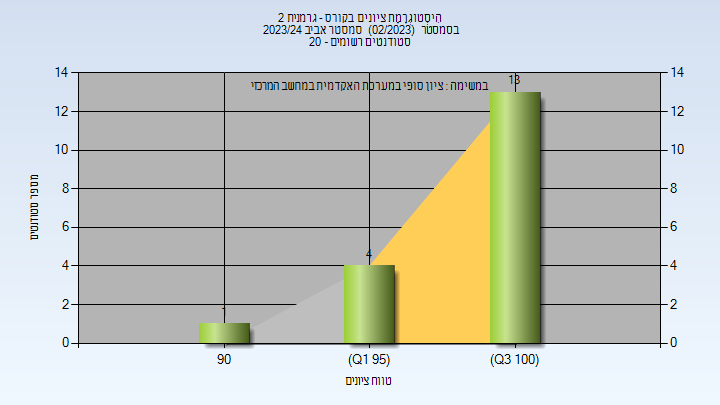 היסטוגרמת ציונים בקורס - גרמנית 2
בסמסטר (02/2023) סמסטר אביב 2023/24
סטודנטים רשומים - 20
במשימה : ציון סופי במערכת האקדמית במחשב המרכזי
מספר סטודנטים
14 14
12 12
10 10
8 8
6 6
4 4
2 2
0 0
1 4 13
90 (Q1 95) (Q3 100)
טווח ציונים